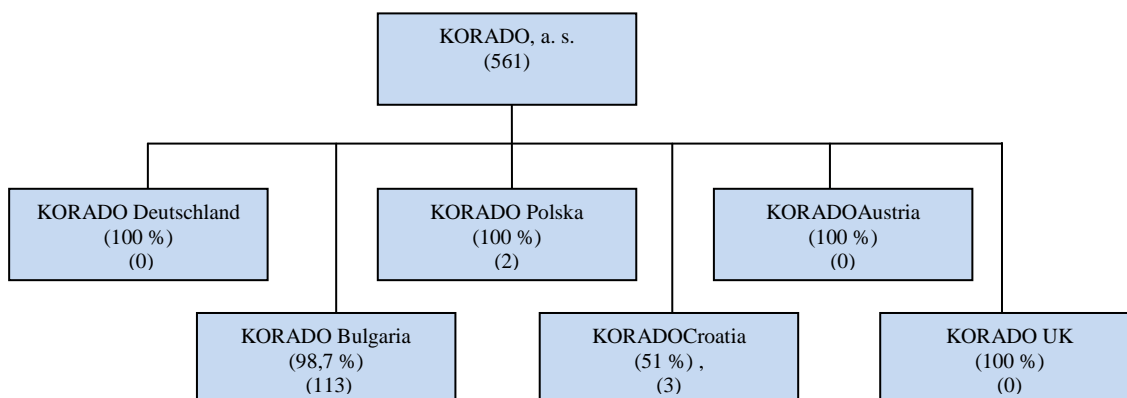 KORADO, a. s.
(561)
KORADO Deutschland
(100 %)
(0)
KORADO Polska
(100 %)
(2)
KORADOAustria
(100 %)
(0)
KORADO Bulgaria
(98,7 %)
(113)
KORADOCroatia
(51 %) ,
(3)
KORADO UK
(100 %)
(0)